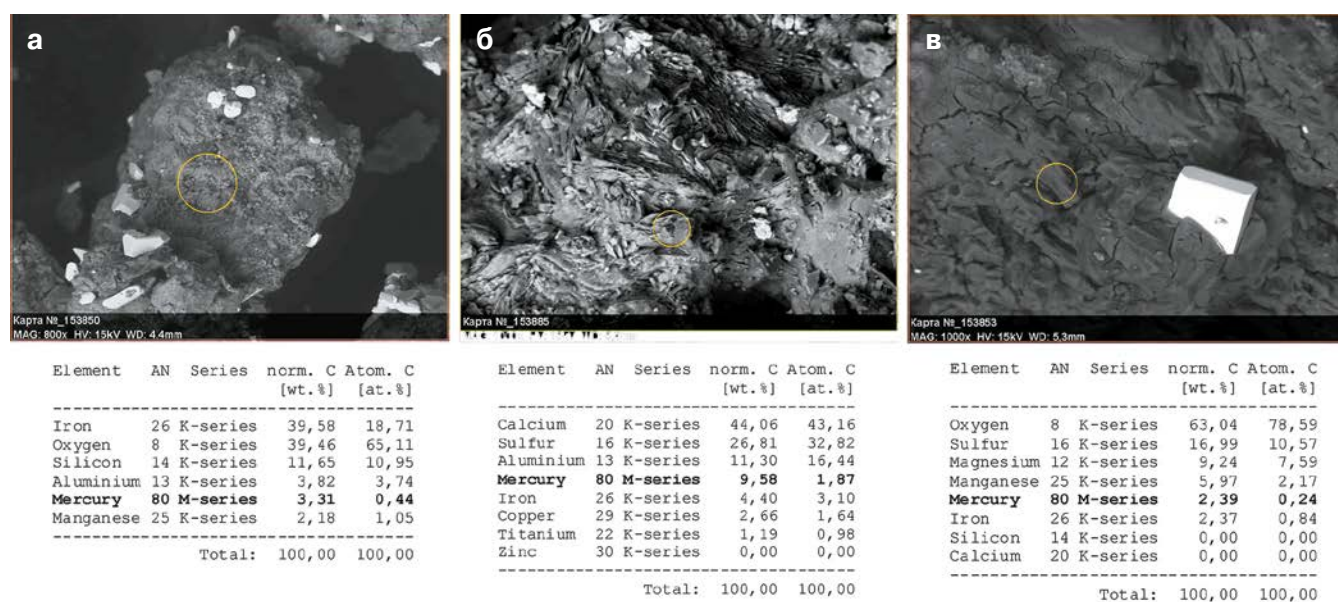 а
Карта №_153850
MAG: 800x HV: 15kV WD: 4.4mm
Element AN Series norm. C Atom. C
[wt.%] [at.%]
Iron 26 K-series 39,58 18,71
Oxygen 8 K-series 39,46 65,11
Silicon 14 K-series 11,65 10,95
Aluminium 13 K-series 3,82 3,74
Mercury 80 M-series 3,31 0,44
Manganese 25 K-series 2,18 1,05
Total: 100,00 100,00
б
Карта №_153885
Element AN Series norm. C Atom. C
[wt.%] [at.%]
Calcium 20 K-series 44,06 43,16
Sulfur 16 K-series 26,81 32,82
Aluminium 13 K-series 11,30 16,44
Mercury 80 M-series 9,58 1,87
Iron 26 K-series 4,40 3,10
Copper 29 K-series 2,66 1,64
Titanium 22 K-series 1,19 0,98
Zinc 30 K-series 0,00 0,00
Total: 100,00 100,00
в
Карта №_153853
MAG: 1000x HV: 15kV WD: 5,3mm
Element AN Series norm. C Atom. C
[wt.%] [at.%]
Oxygen 8 K-series 63,04 78,59
Sulfur 16 K-series 16,99 10,57
Magnesium 12 K-series 9,24 7,59
Manganese 25 K-series 5,97 2,17
Mercury 80 M-series 2,39 0,24
Iron 26 K-series 2,37 0,84
Silicon 14 K-series 0,00 0,00
Calcium 20 K-series 0,00 0,00
Total: 100,00 100,00